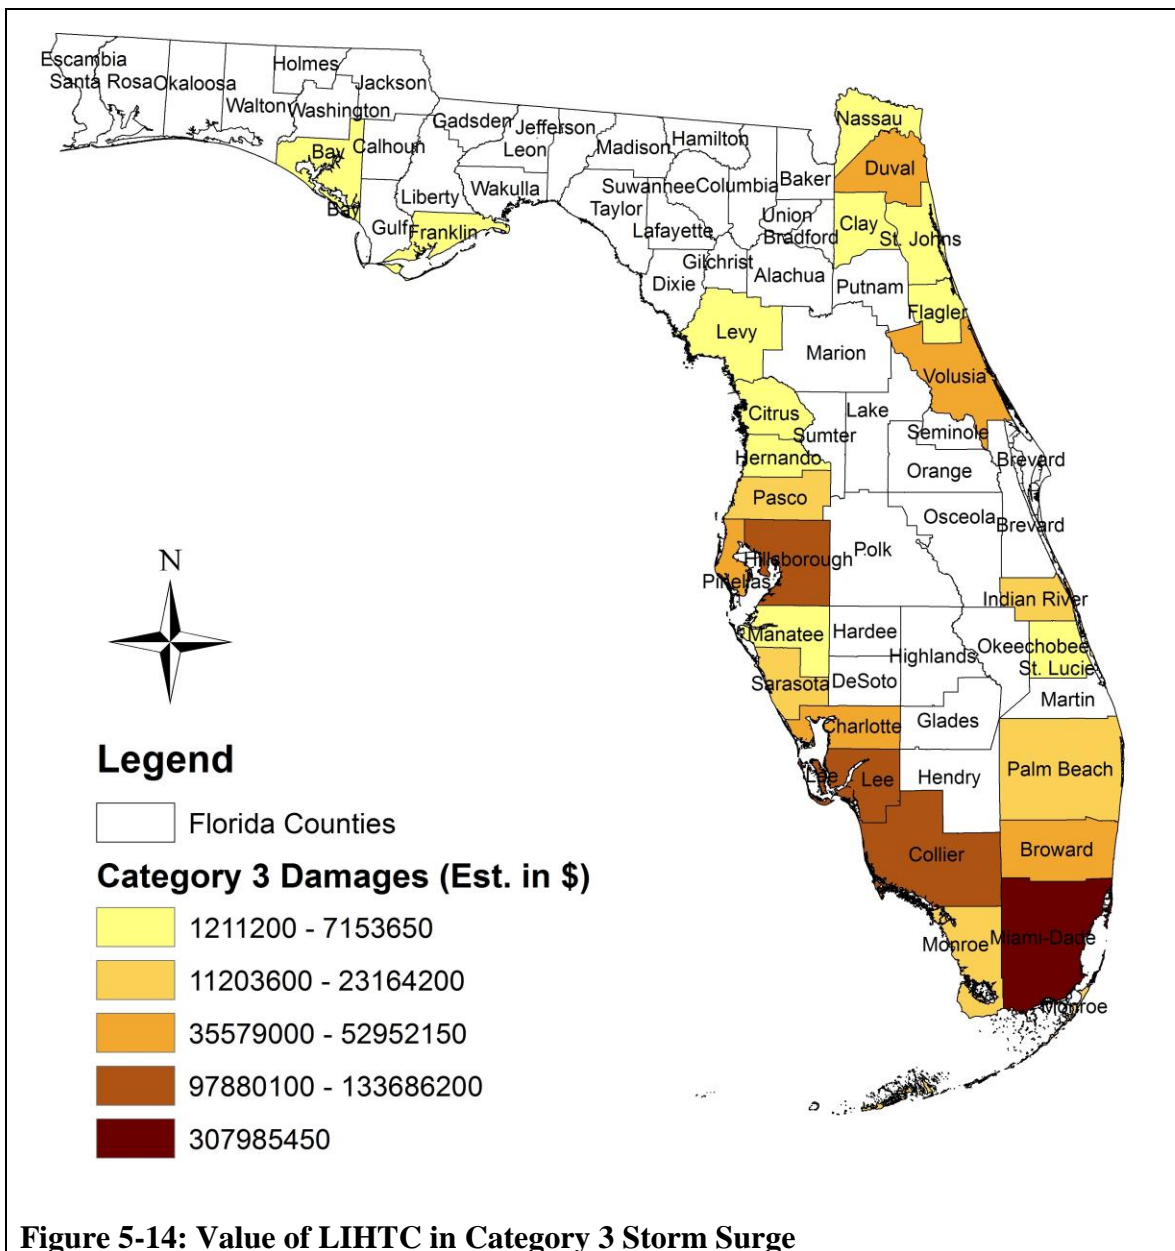 Escambia
Santa Rosa
Okaloosa
Walton
Holmes
Washington
Jackson
Bay
Bay
Calhoun
Gulf
Gadsden
Liberty
Franklin
Leon
Jefferson
Wakulla
Madison
Taylor
Hamilton
Suwannee
Lafayette
Columbia
Baker
Union
Bradford
Gilchrist
Dixie
Alachua
Nassau
Duval
Clay
St. Johns
Putnam
Flagler
Levy
Marion
Volusia
Citrus
Sumter
Lake
Seminole
Hernando
Orange
Brevard
Pasco
Osceola
Brevard
Hillsborough
Polk
Pinellas
Indian River
Manatee
Hardee
Highlands
Okeechobee
St. Lucie
Sarasota
DeSoto
Martin
Charlotte
Glades
Lee
Lee
Hendry
Palm Beach
Collier
Broward
Monroe
Miami-Dade
Monroe
N
Legend
Florida Counties
Category 3 Damages (Est. in $)
1211200 - 7153650
11203600 - 23164200
35579000 - 52952150
97880100 - 133686200
307985450
Figure 5-14: Value of LIHTC in Category 3 Storm Surge